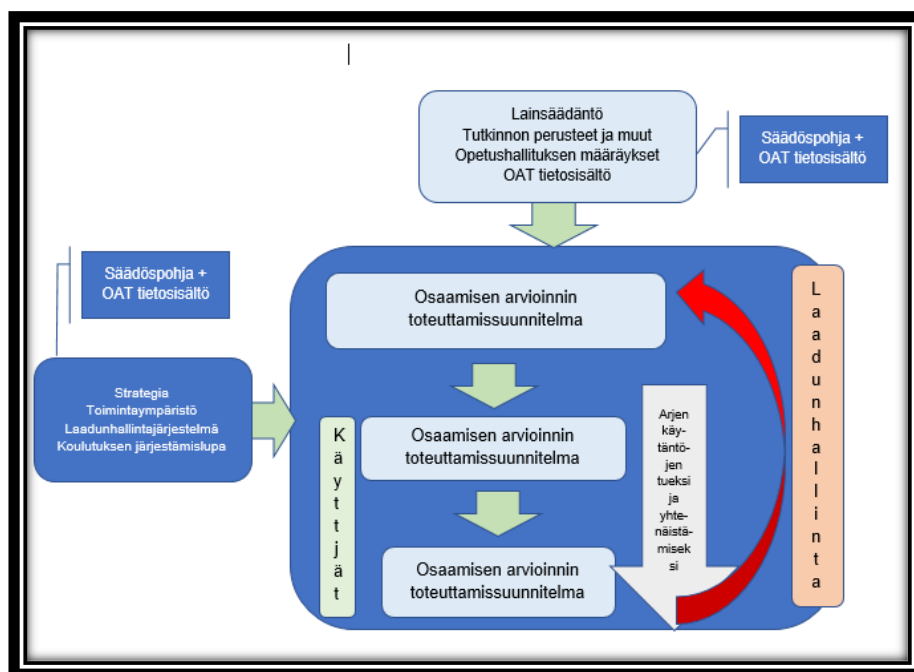 Lainsäädäntö
Tutkinnon perusteet ja muut
Opetushallituksen määräykset
OAT tietosisältö
Säädöspohja +
OAT tietosisältö
Säädöspohja +
OAT tietosisältö
Strategia
Toimintaympäristö
Laadunhallintajärjestelmä
Koulutuksen järjestämislupa
Osaamisen arvioinnin
toteuttamissuunnitelma
K
ä
y
t
t
j
ä
t
Osaamisen arvioinnin
toteuttamissuunnitelma
Osaamisen arvioinnin
toteuttamissuunnitelma
Arjen
käy-
täntö-
jen
tueksi
ja
yhte-
näistä-
misek
si
L
a
a
d
u
n
h
a
l
l
i
n
t
a